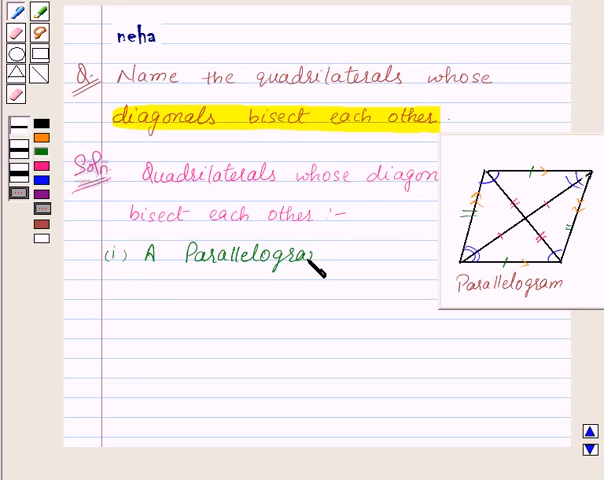 neha
Q. Name the quadrilaterals whose
diagonals bisect each other.
Soln. Quadrilaterals whose diagon
bisect each other :-
(i) A Parallelogra
Parallelogram